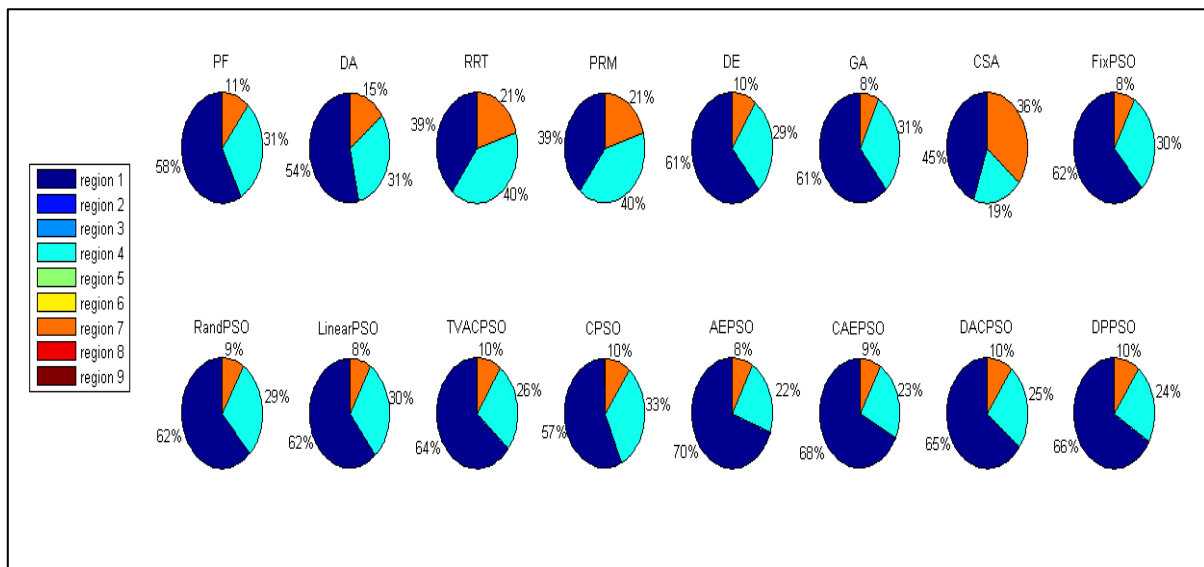 PF
11%
31%
58%
DA
15%
31%
54%
RRT
21%
39%
40%
PRM
21%
39%
40%
DE
10%
29%
61%
GA
8%
31%
61%
CSA
36%
45%
19%
FixPSO
8%
30%
62%
region 1
region 2
region 3
region 4
region 5
region 6
region 7
region 8
region 9
RandPSO
9%
29%
62%
LinearPSO
8%
30%
62%
TVACPSO
10%
26%
64%
CPSO
10%
33%
57%
AEPSO
8%
22%
70%
CAEPSO
9%
23%
68%
DACPSO
10%
25%
65%
DPPSO
10%
24%
66%